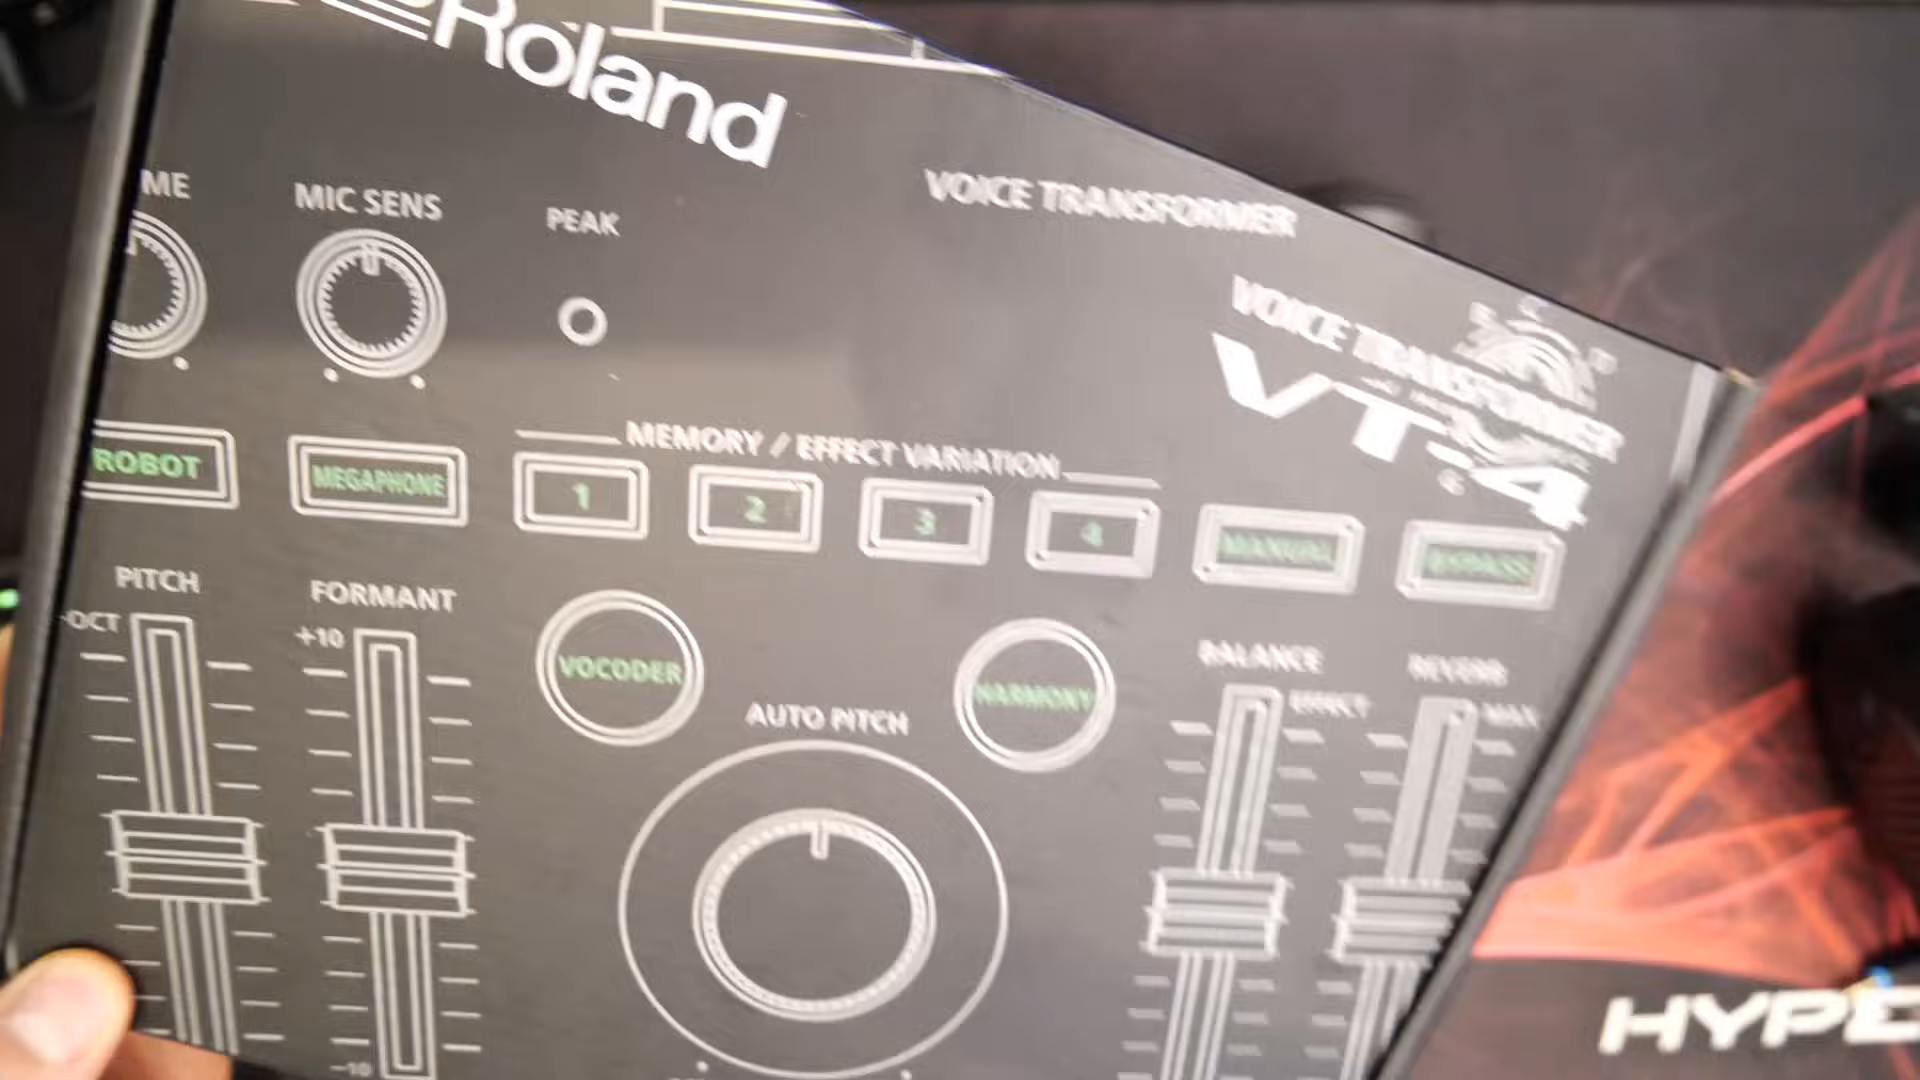 Roland
ME
MIC SENS
PEAK
VOICE TRANSFORMER
VOICE TRANSFORMER
VT-4
MEMORY / EFFECT VARIATION
ROBOT
MEGAPHONE
1
2
3
4
MANUAL
BYPASS
PITCH
FORMANT
-OCT
+10
VOCODER
HARMONY
AUTO PITCH
BALANCE
REVERB
EFFECT
MAX
-10
HYPE